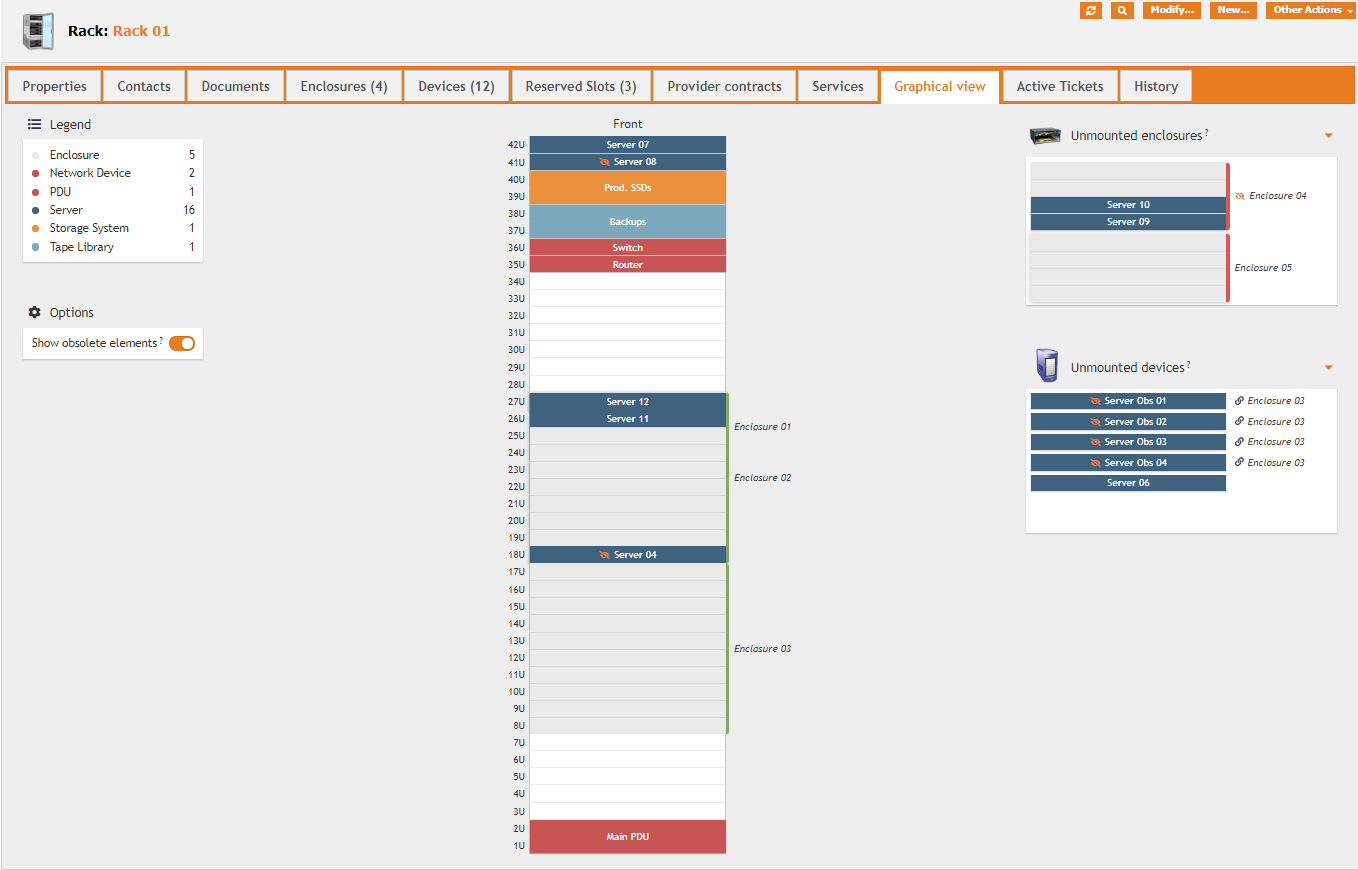 Rack: Rack 01
Modify...
New...
Other Actions
Properties
Contacts
Documents
Enclosures (4)
Devices (12)
Reserved Slots (3)
Provider contracts
Services
Graphical view
Active Tickets
History
Legend
Enclosure 5
Network Device 2
PDU 1
Server 16
Storage System 1
Tape Library 1
Options
Show obsolete elements ?
Front
42U Server 07
41U Server 08
40U
Prod. SSDs
39U
38U
Backups
37U
36U Switch
35U Router
34U
33U
32U
31U
30U
29U
28U
27U Server 12
26U Server 11
Enclosure 01
25U
24U
23U
Enclosure 02
22U
21U
20U
19U
18U Server 04
17U
16U
15U
14U
13U
Enclosure 03
12U
11U
10U
9U
8U
7U
6U
5U
4U
3U
2U
Main PDU
1U
Unmounted enclosures ?
Enclosure 04
Server 10
Server 09
Enclosure 05
Unmounted devices ?
Server Obs 01 Enclosure 03
Server Obs 02 Enclosure 03
Server Obs 03 Enclosure 03
Server Obs 04 Enclosure 03
Server 06